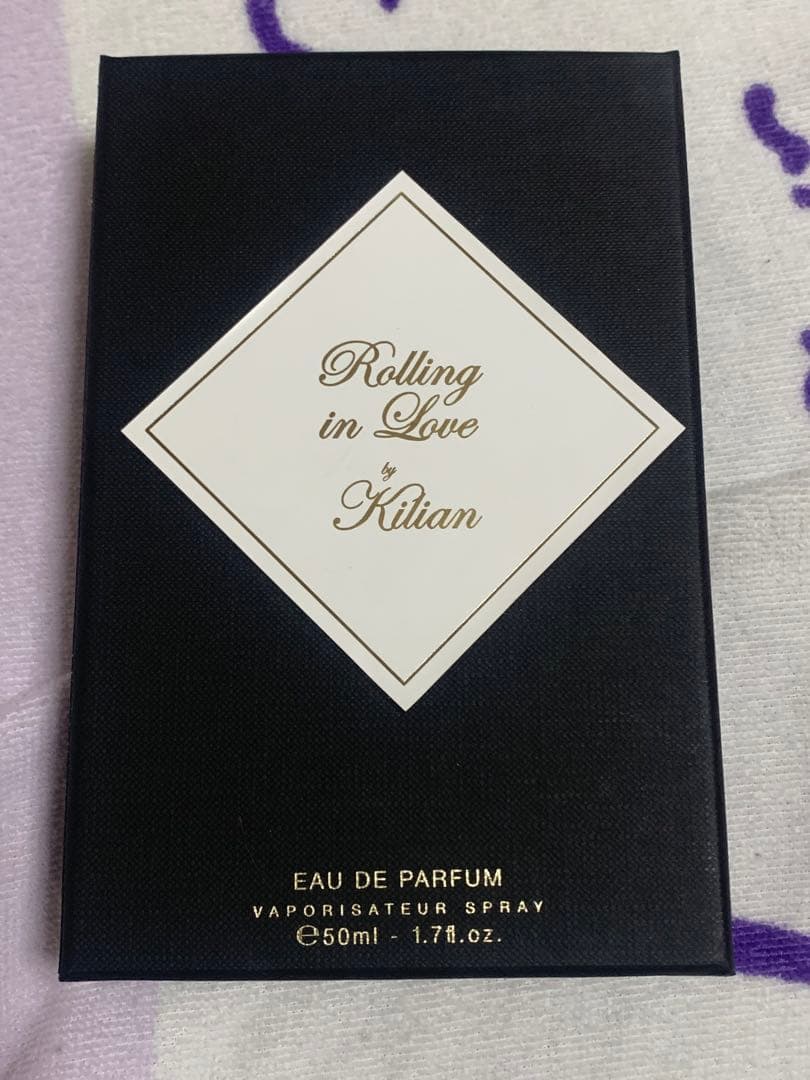 Rolling
in Love
by
Kilian
EAU DE PARFUM
VAPORISATEUR SPRAY
℮50ml - 1.7fl.oz.